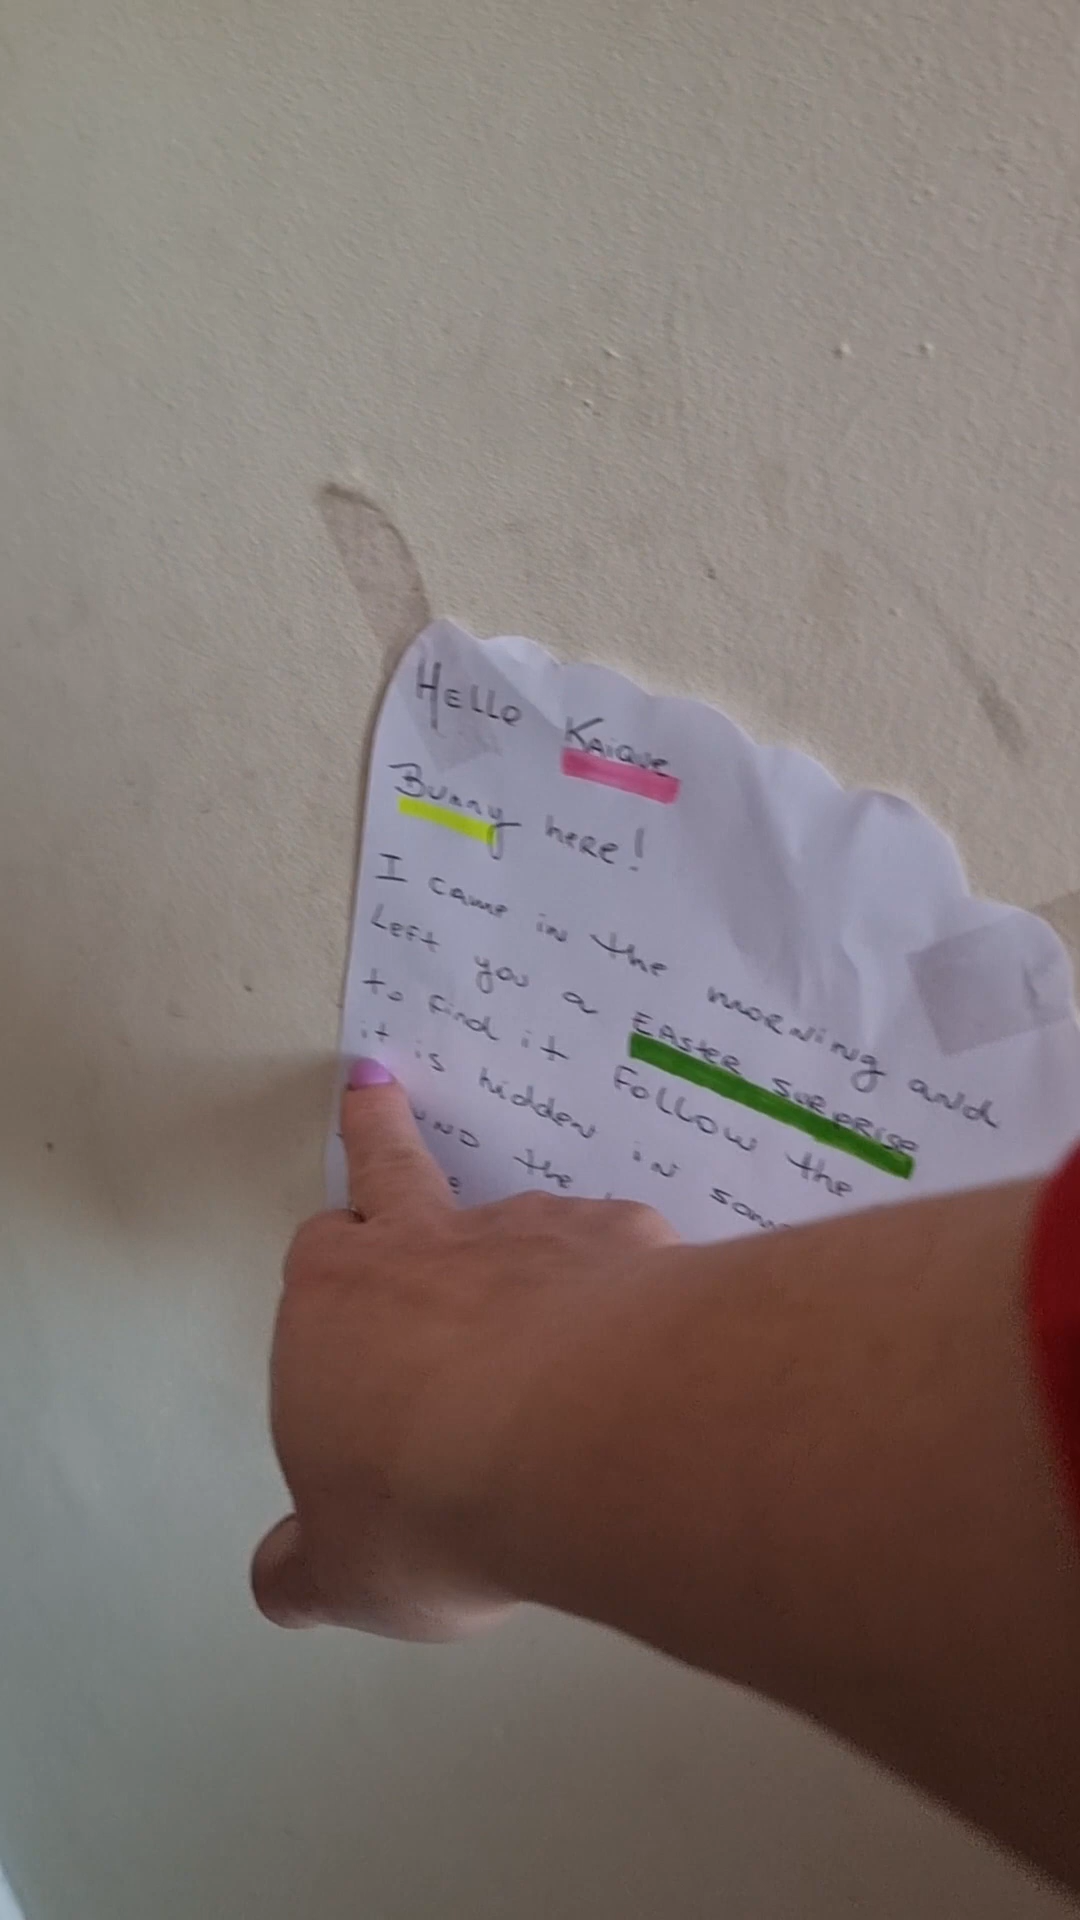 HELLO KAIQUE
Bunny here!
I came in the morning and
Left you a EASTER SURPRISE
to find it Follow the
it is hidden in
the